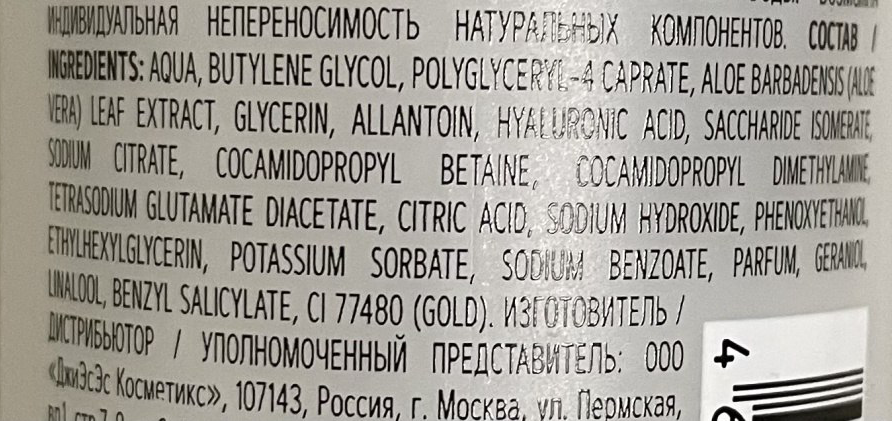 ИНДИВИДУАЛЬНАЯ НЕПЕРЕНОСИМОСТЬ НАТУРАЛЬНЫХ КОМПОНЕНТОВ. СОСТАВ /
INGREDIENTS: AQUA, BUTYLENE GLYCOL, POLYGLYCERYL-4 CAPRATE, ALOE BARBADENSIS (ALOE
VERA) LEAF EXTRACT, GLYCERIN, ALLANTOIN, HYALURONIC ACID, SACCHARIDE ISOMERATE,
SODIUM CITRATE, COCAMIDOPROPYL BETAINE, COCAMIDOPROPYL DIMETHYLAMINE,
TETRASODIUM GLUTAMATE DIACETATE, CITRIC ACID, SODIUM HYDROXIDE, PHENOXYETHANOL,
ETHYLHEXYLGLYCERIN, POTASSIUM SORBATE, SODIUM BENZOATE, PARFUM, GERANIOL,
LINALOOL, BENZYL SALICYLATE, CI 77480 (GOLD). ИЗГОТОВИТЕЛЬ /
ДИСТРИБЬЮТОР / УПОЛНОМОЧЕННЫЙ ПРЕДСТАВИТЕЛЬ: ООО
«ДжиЭсЭс Косметикс», 107143, Россия, г. Москва, ул. Пермская,
4